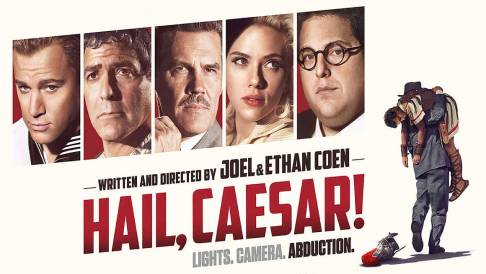 WRITTEN AND DIRECTED BY JOEL & ETHAN COEN
HAIL, CAESAR!
LIGHTS. CAMERA. ABDUCTION.